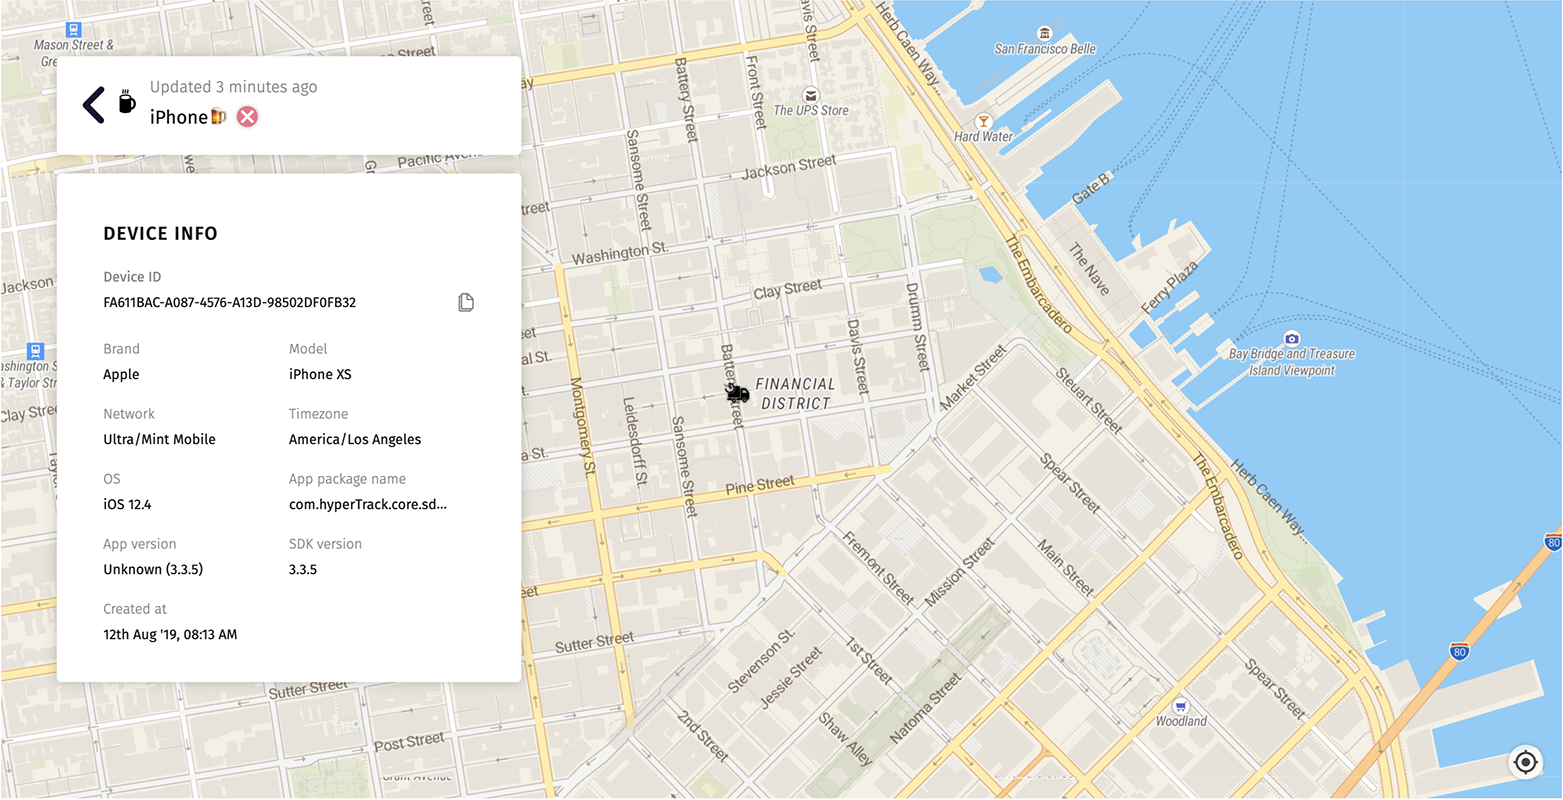 Updated 3 minutes ago
iPhone🍺
DEVICE INFO
Device ID
FA611BAC-A087-4576-A13D-98502DF0FB32
Brand
Apple
Model
iPhone XS
Network
Ultra/Mint Mobile
Timezone
America/Los Angeles
OS
iOS 12.4
App package name
com.hyperTrack.core.sd...
App version
Unknown (3.3.5)
SDK version
3.3.5
Created at
12th Aug '19, 08:13 AM
Mason Street &
Street
Pacific
Jackson
& Taylor
Clay Street
Sutter Street
Post Street
Battery Street
Front Street
Davis Street
The UPS Store
Sansome Street
Jackson Street
Washington St.
Clay Street
Drumm Street
Davis Street
Battery Street
FINANCIAL
DISTRICT
Montgomery St.
Leidesdorff St.
Sansome Street
Pine Street
Sutter Street
Market Street
Steuart Street
Spear Street
Main Street
Mission Street
Fremont Street
1st Street
Natoma Street
Stevenson St.
Jessie Street
Shaw Alley
2nd Street
Spear Street
Woodland
Herb Caen Way...
San Francisco Belle
Hard Water
Gate B
The Nave
Ferry Plaza
The Embarcadero
Bay Bridge and Treasure
Island Viewpoint
Herb Caen Way...
The Embarcadero
80
80